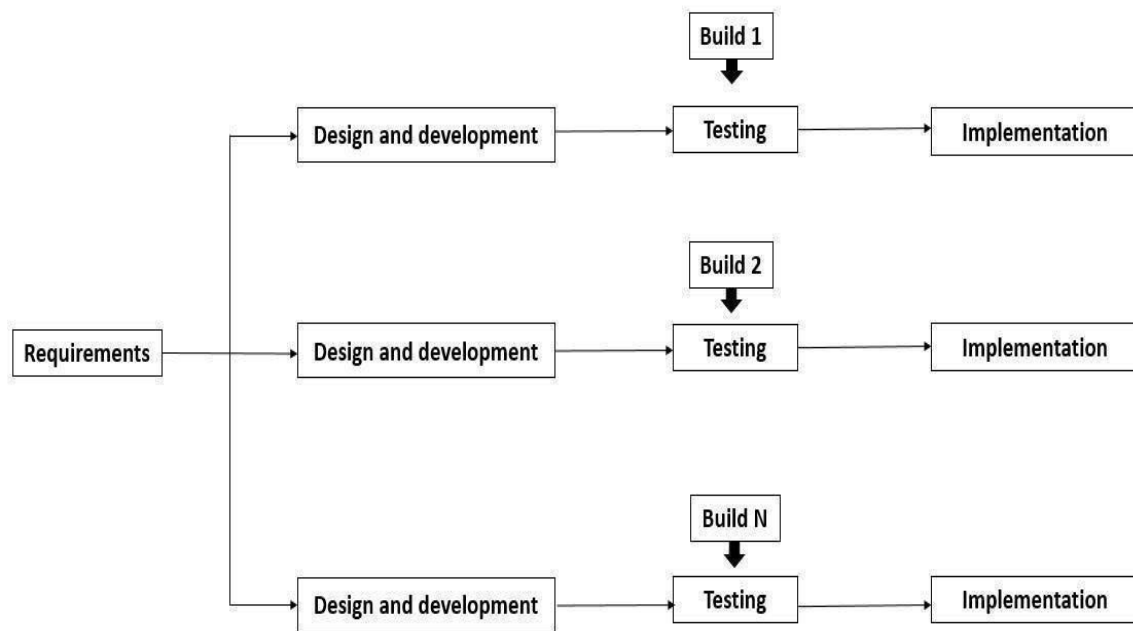 Build 1
Design and development
Testing
Implementation
Build 2
Requirements
Design and development
Testing
Implementation
Build N
Design and development
Testing
Implementation